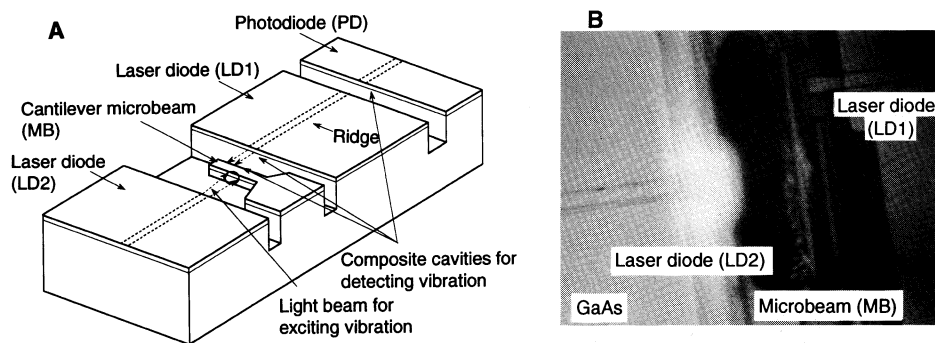 A
Photodiode (PD)
Laser diode (LD1)
Cantilever microbeam
(MB)
Laser diode
(LD2)
Ridge
Composite cavities for
detecting vibration
Light beam for
exciting vibration
B
Laser diode
(LD1)
Laser diode (LD2)
GaAs
Microbeam (MB)